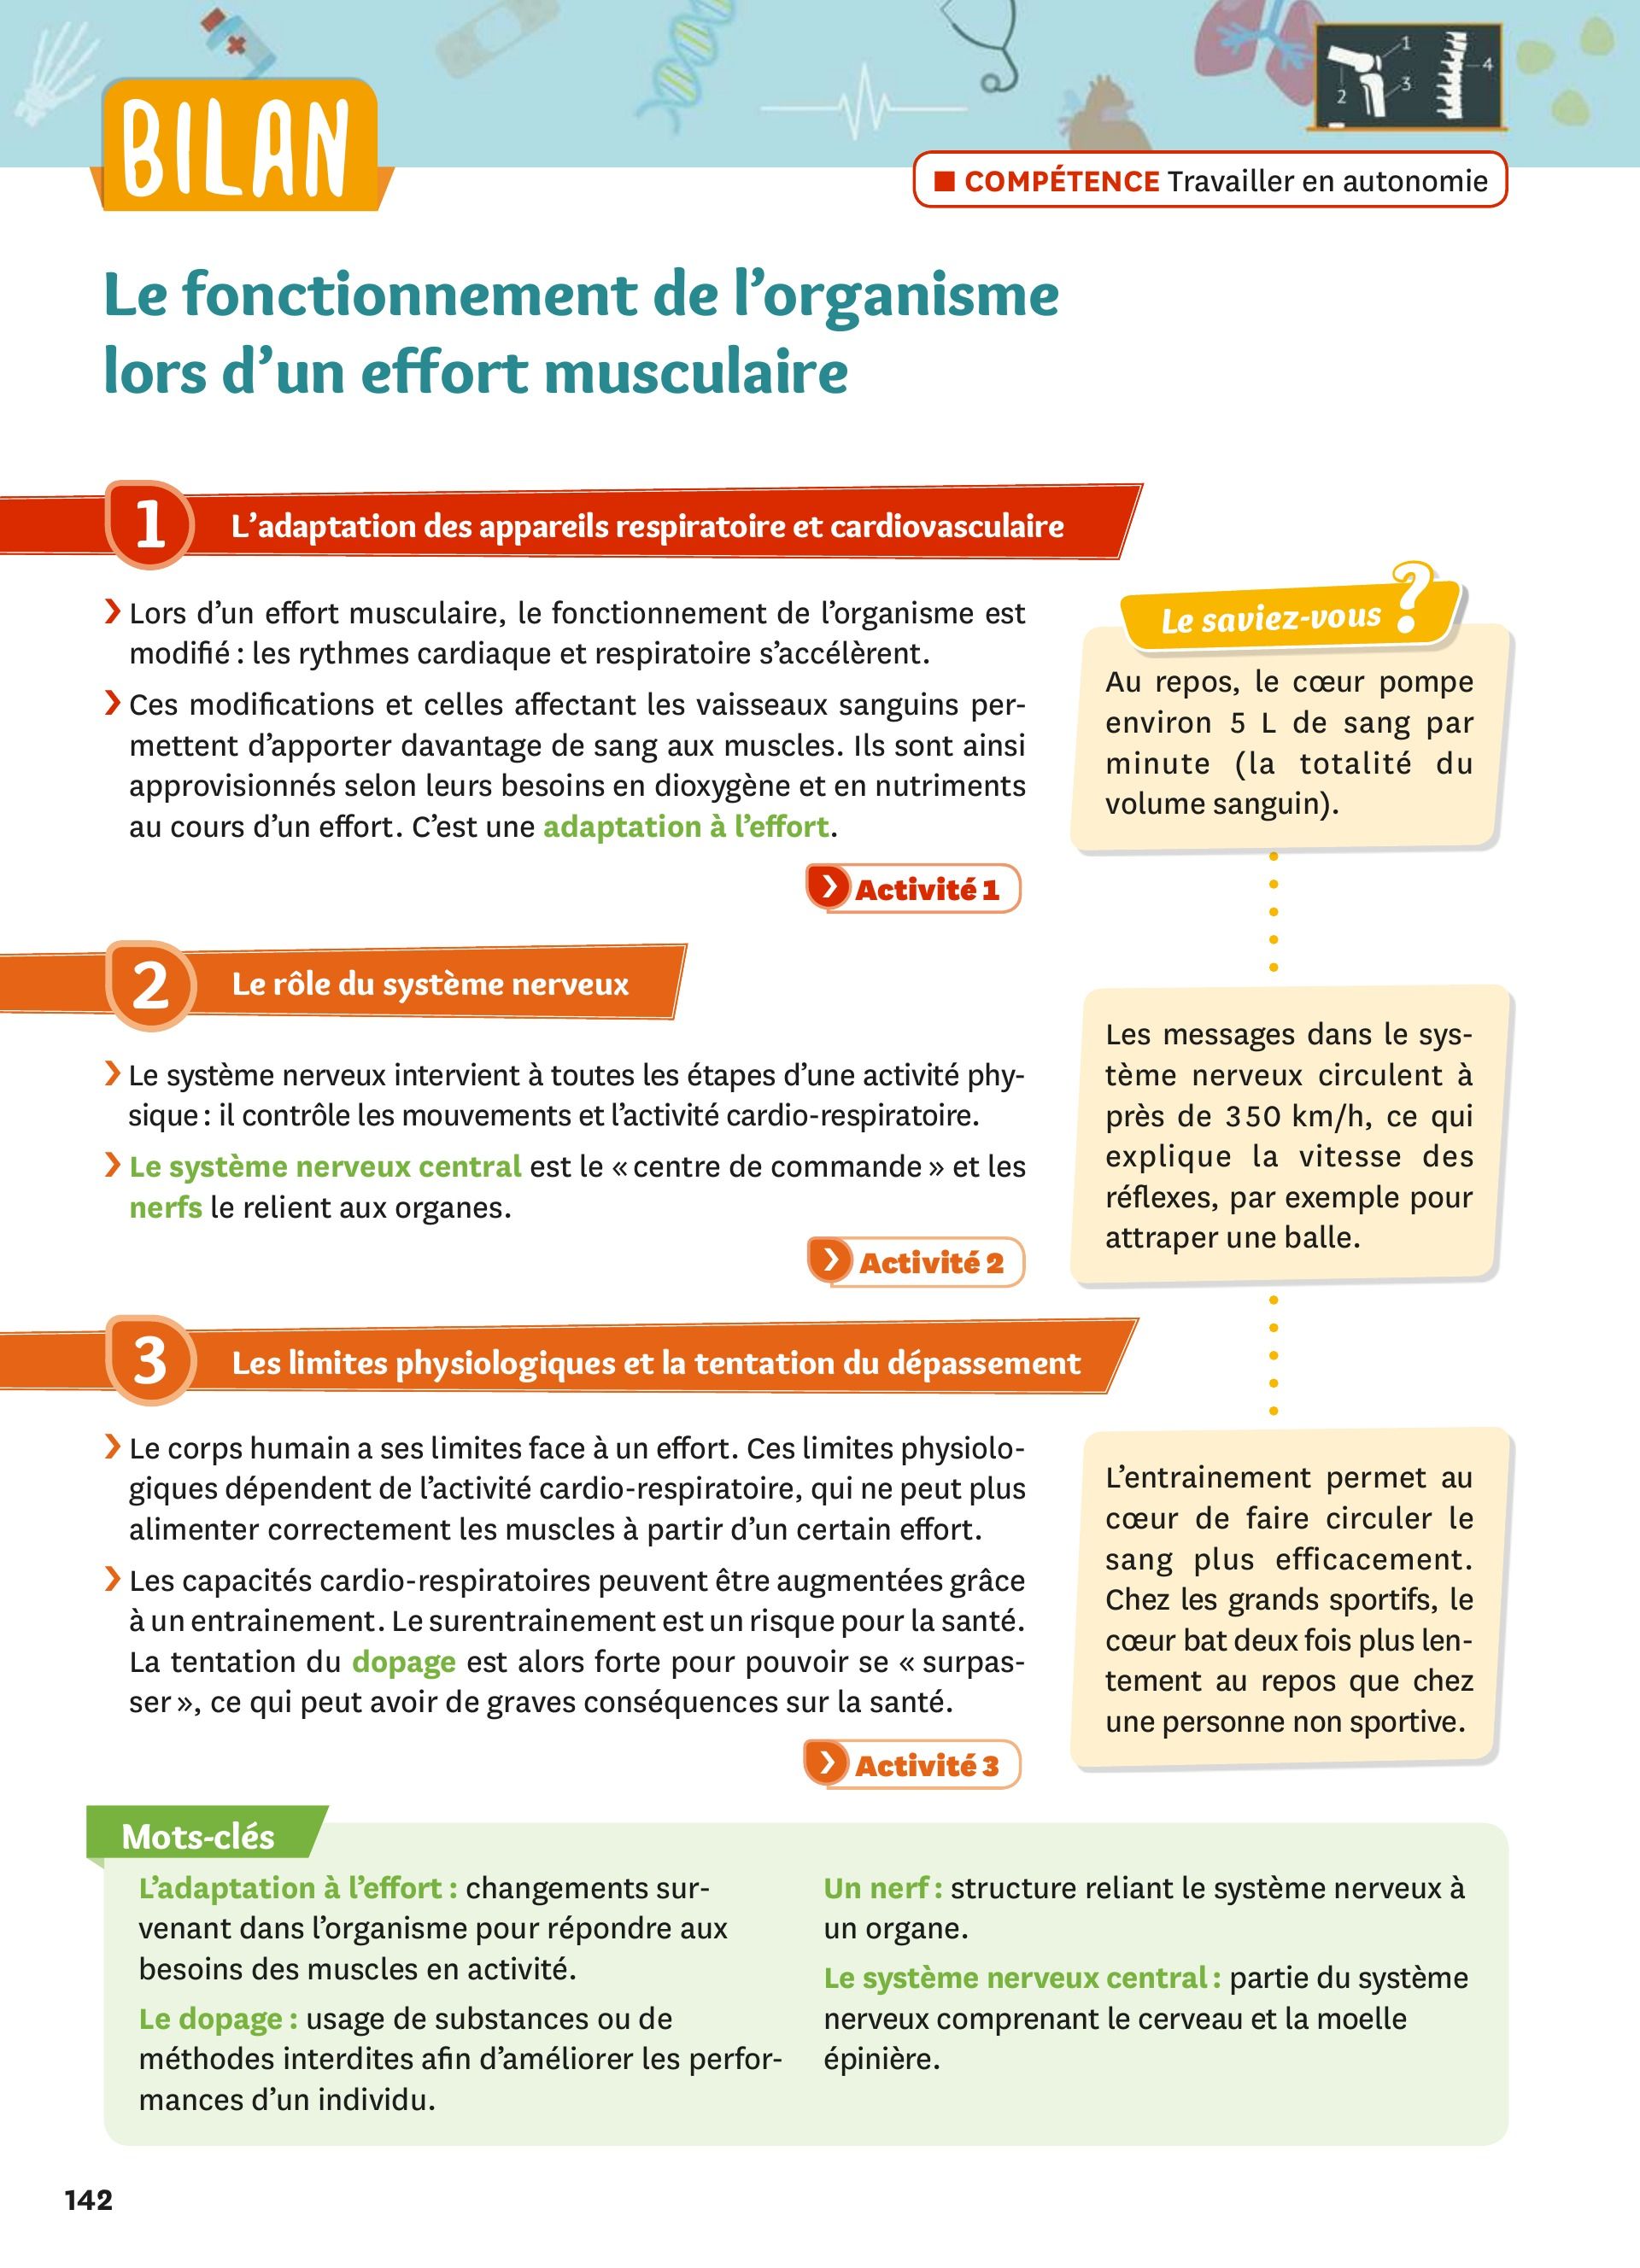 1
2
3
4
BILAN
■ COMPÉTENCE Travailler en autonomie
Le fonctionnement de l’organisme
lors d’un effort musculaire
1 L’adaptation des appareils respiratoire et cardiovasculaire
❯ Lors d’un effort musculaire, le fonctionnement de l’organisme est
modifié : les rythmes cardiaque et respiratoire s’accélèrent.
❯ Ces modifications et celles affectant les vaisseaux sanguins per-
mettent d’apporter davantage de sang aux muscles. Ils sont ainsi
approvisionnés selon leurs besoins en dioxygène et en nutriments
au cours d’un effort. C’est une adaptation à l’effort.
❯ Activité 1
Le saviez-vous ?
Au repos, le cœur pompe
environ 5 L de sang par
minute (la totalité du
volume sanguin).
2 Le rôle du système nerveux
❯ Le système nerveux intervient à toutes les étapes d’une activité phy-
sique : il contrôle les mouvements et l’activité cardio-respiratoire.
❯ Le système nerveux central est le « centre de commande » et les
nerfs le relient aux organes.
❯ Activité 2
Les messages dans le sys-
tème nerveux circulent à
près de 350 km/h, ce qui
explique la vitesse des
réflexes, par exemple pour
attraper une balle.
3 Les limites physiologiques et la tentation du dépassement
❯ Le corps humain a ses limites face à un effort. Ces limites physiolo-
giques dépendent de l’activité cardio-respiratoire, qui ne peut plus
alimenter correctement les muscles à partir d’un certain effort.
❯ Les capacités cardio-respiratoires peuvent être augmentées grâce
à un entrainement. Le surentrainement est un risque pour la santé.
La tentation du dopage est alors forte pour pouvoir se « surpas-
ser », ce qui peut avoir de graves conséquences sur la santé.
❯ Activité 3
L’entrainement permet au
cœur de faire circuler le
sang plus efficacement.
Chez les grands sportifs, le
cœur bat deux fois plus len-
tement au repos que chez
une personne non sportive.
Mots-clés
L’adaptation à l’effort : changements sur-
venant dans l’organisme pour répondre aux
besoins des muscles en activité.
Le dopage : usage de substances ou de
méthodes interdites afin d’améliorer les perfor-
mances d’un individu.
Un nerf : structure reliant le système nerveux à
un organe.
Le système nerveux central : partie du système
nerveux comprenant le cerveau et la moelle
épinière.
142